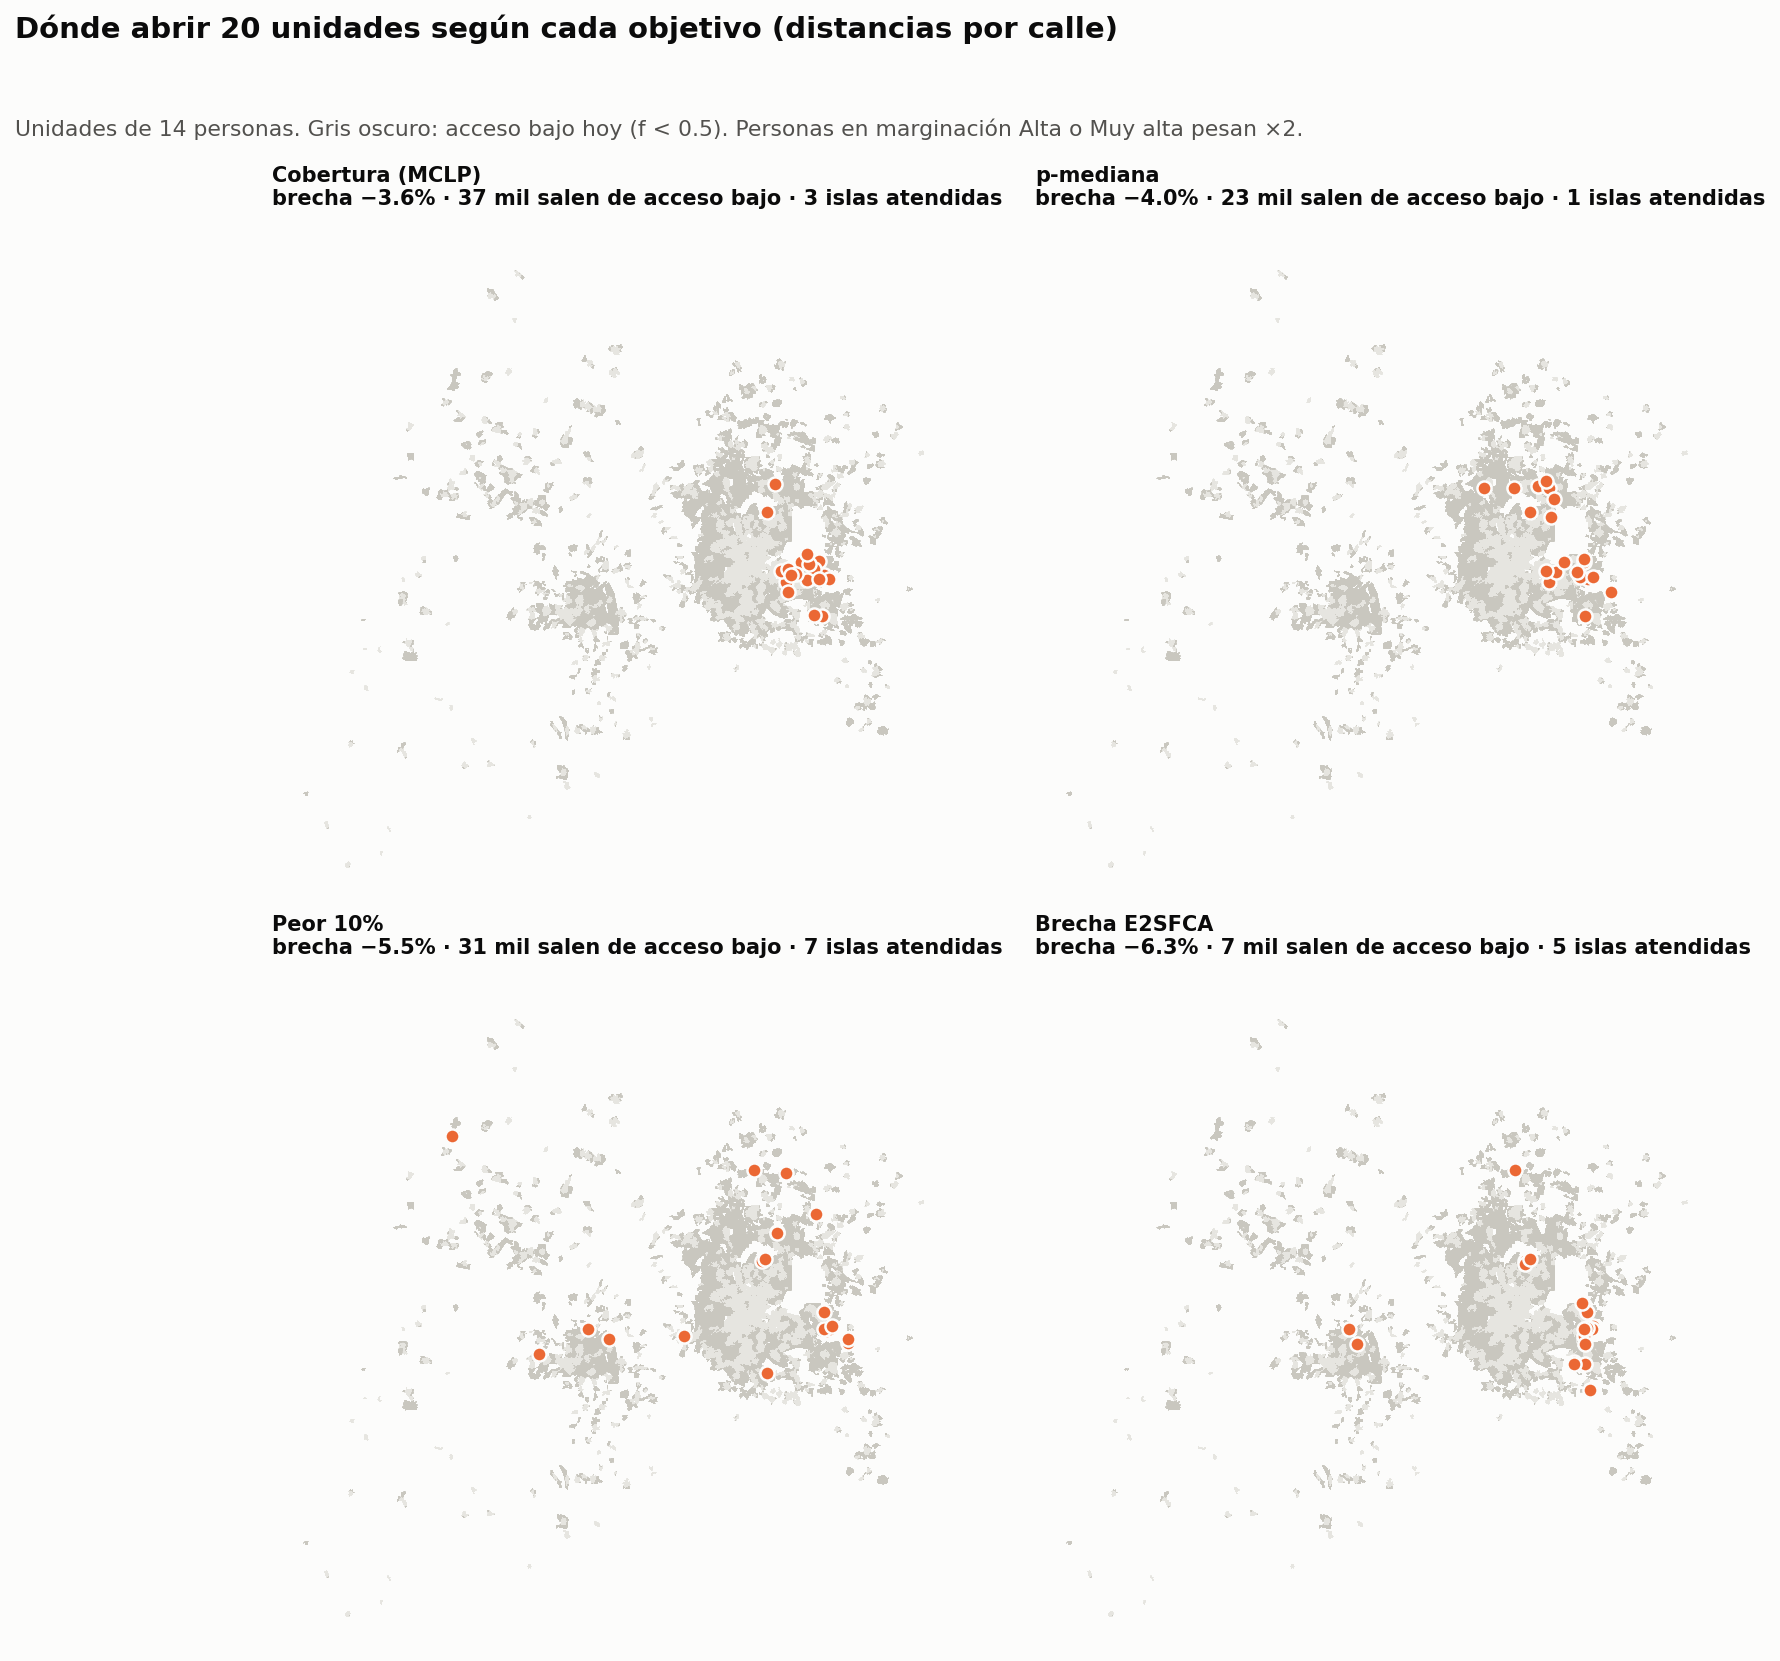 Dónde abrir 20 unidades según cada objetivo (distancias por calle)
Unidades de 14 personas. Gris oscuro: acceso bajo hoy (f < 0.5). Personas en marginación Alta o Muy alta pesan ×2.
Cobertura (MCLP)
brecha −3.6% · 37 mil salen de acceso bajo · 3 islas atendidas
p-mediana
brecha −4.0% · 23 mil salen de acceso bajo · 1 islas atendidas
Peor 10%
brecha −5.5% · 31 mil salen de acceso bajo · 7 islas atendidas
Brecha E2SFCA
brecha −6.3% · 7 mil salen de acceso bajo · 5 islas atendidas